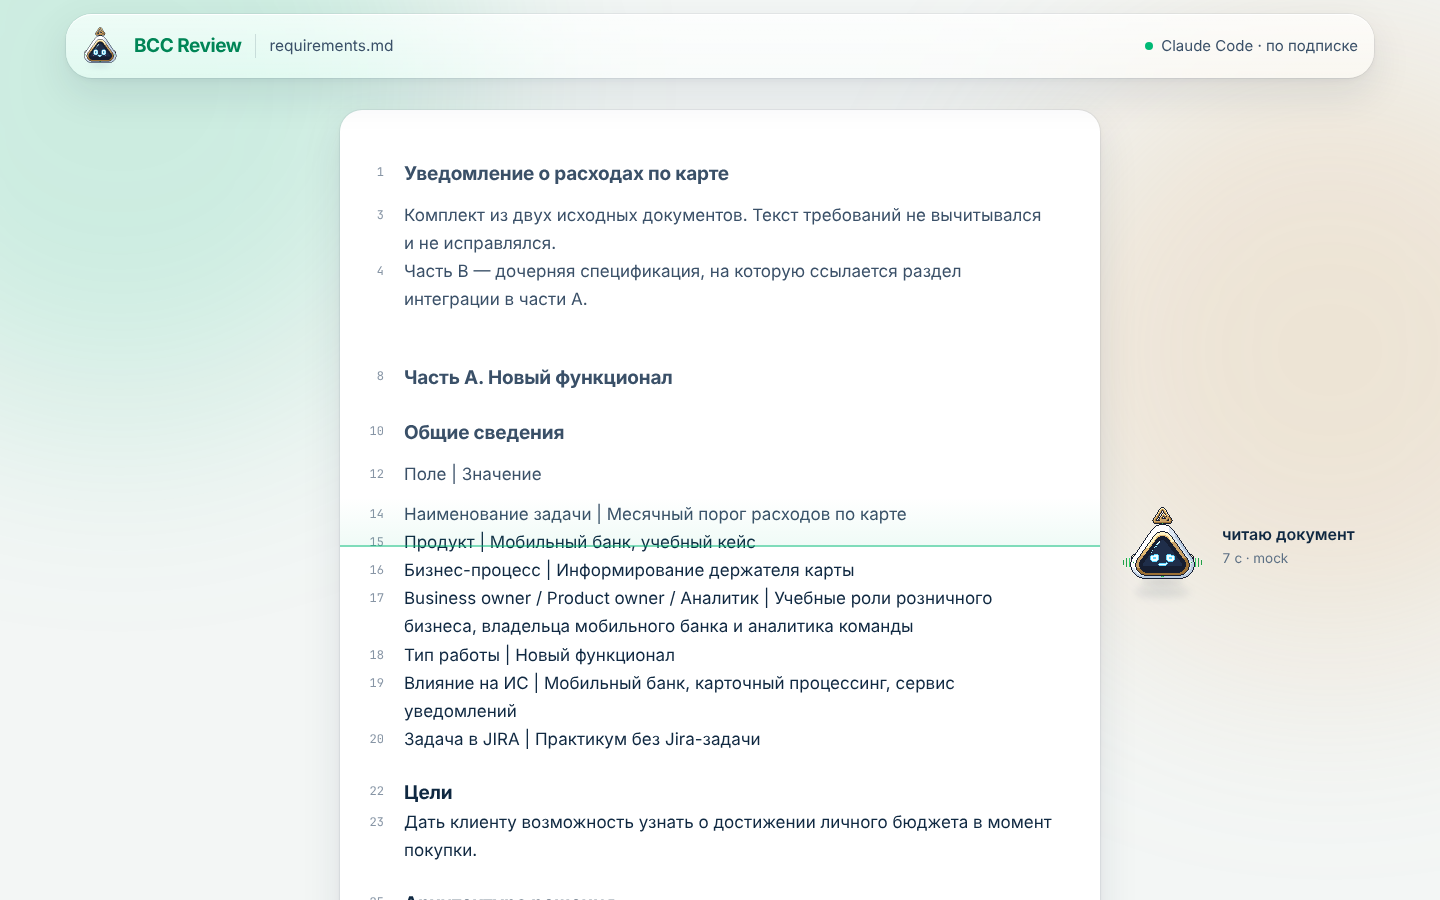 BCC Review
requirements.md
Claude Code · по подписке
1 Уведомление о расходах по карте
3 Комплект из двух исходных документов. Текст требований не вычитывался
и не исправлялся.
4 Часть B — дочерняя спецификация, на которую ссылается раздел
интеграции в части A.
8 Часть A. Новый функционал
10 Общие сведения
12 Поле | Значение
14 Наименование задачи | Месячный порог расходов по карте
15 Продукт | Мобильный банк, учебный кейс
16 Бизнес-процесс | Информирование держателя карты
17 Business owner / Product owner / Аналитик | Учебные роли розничного
бизнеса, владельца мобильного банка и аналитика команды
18 Тип работы | Новый функционал
19 Влияние на ИС | Мобильный банк, карточный процессинг, сервис
уведомлений
20 Задача в JIRA | Практикум без Jira-задачи
22 Цели
23 Дать клиенту возможность узнать о достижении личного бюджета в момент
покупки.
читаю документ
7 с · mock